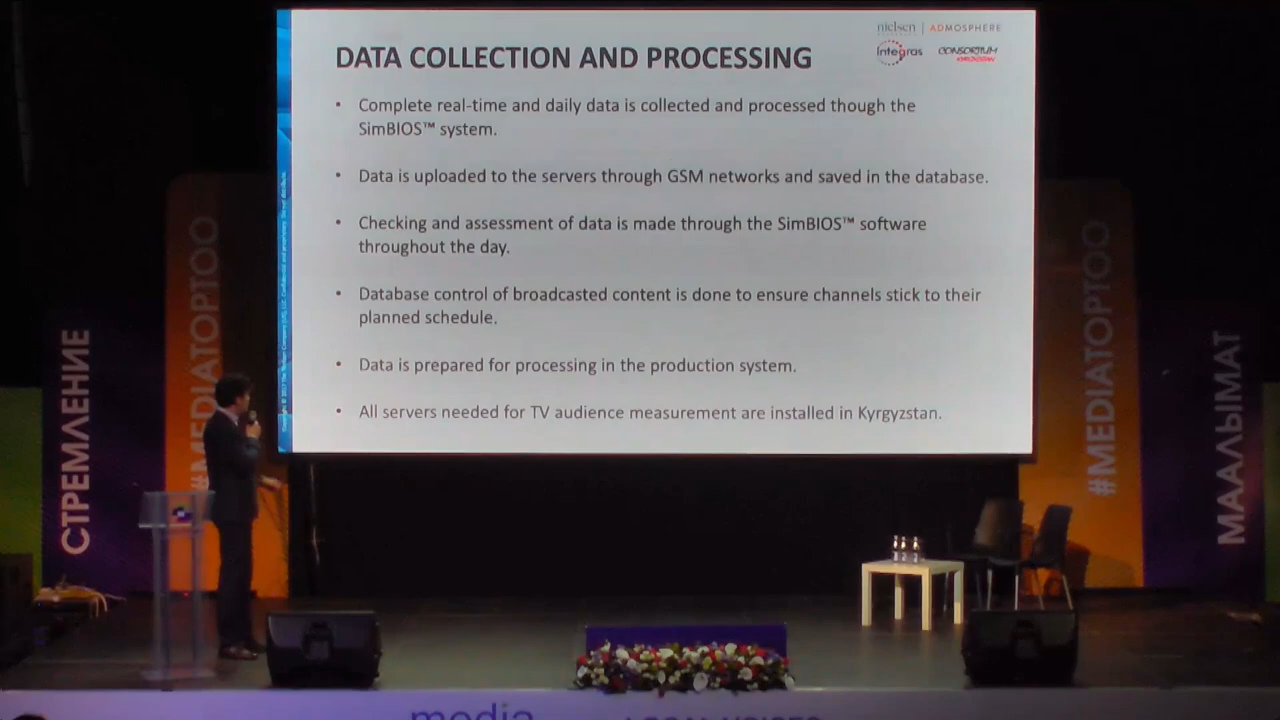 nielsen | ADMOSPHERE
integras CONSORTIUM
DATA COLLECTION AND PROCESSING
• Complete real-time and daily data is collected and processed though the
SimBIOS™ system.
• Data is uploaded to the servers through GSM networks and saved in the database.
• Checking and assessment of data is made through the SimBIOS™ software
throughout the day.
• Database control of broadcasted content is done to ensure channels stick to their
planned schedule.
• Data is prepared for processing in the production system.
• All servers needed for TV audience measurement are installed in Kyrgyzstan.
СТРЕМЛЕНИЕ
#MEDIATOPTOO
#MEDIATOPTOO
МААЛЫМАТ
media